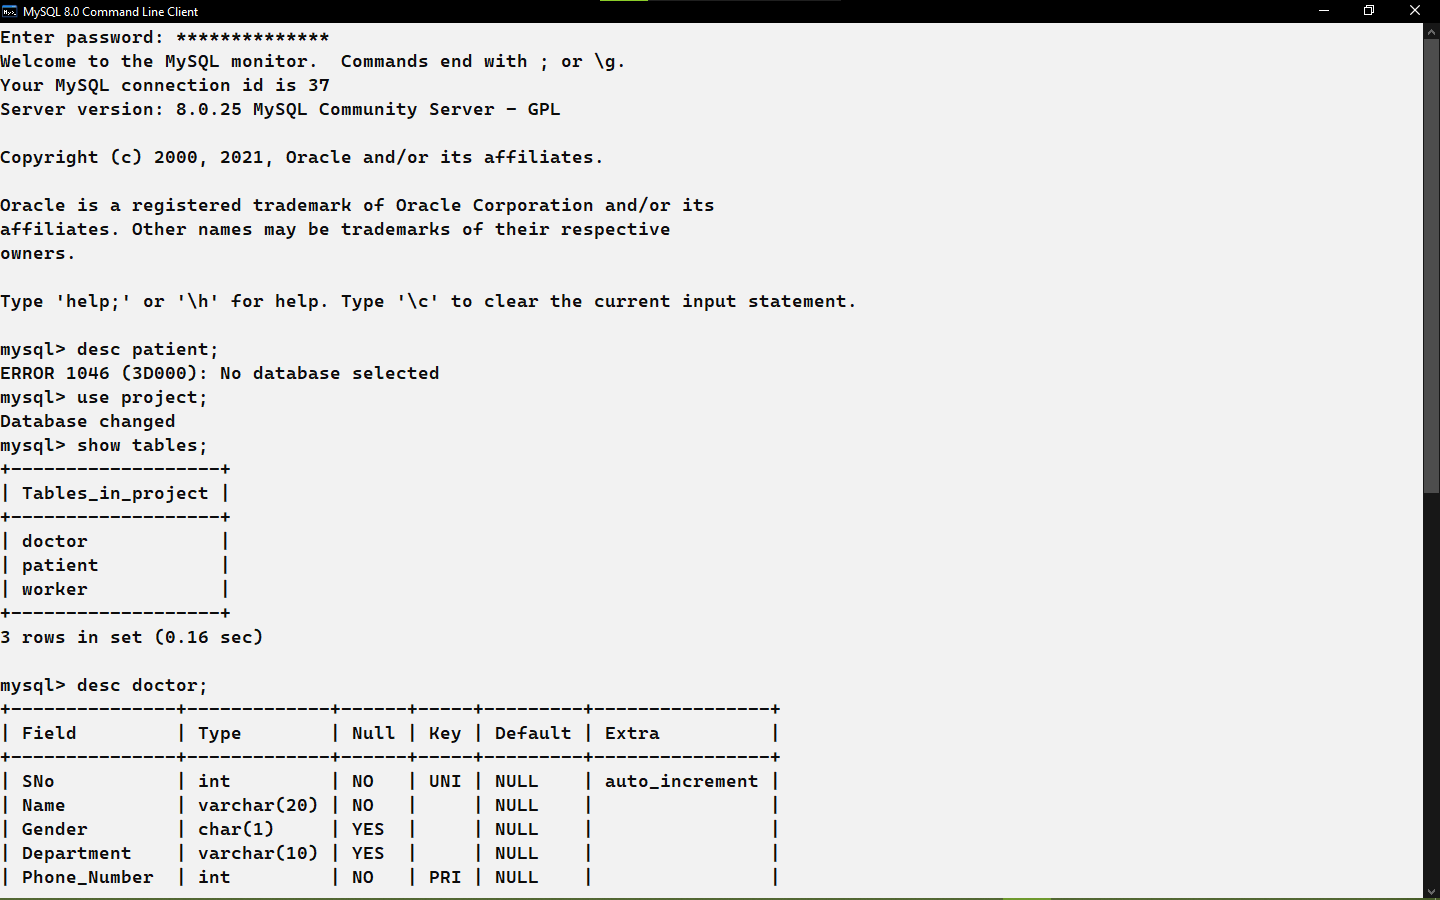 MySQL 8.0 Command Line Client
Enter password: **************
Welcome to the MySQL monitor.  Commands end with ; or \g.
Your MySQL connection id is 37
Server version: 8.0.25 MySQL Community Server - GPL
Copyright (c) 2000, 2021, Oracle and/or its affiliates.
Oracle is a registered trademark of Oracle Corporation and/or its
affiliates. Other names may be trademarks of their respective
owners.
Type 'help;' or '\h' for help. Type '\c' to clear the current input statement.
mysql> desc patient;
ERROR 1046 (3D000): No database selected
mysql> use project;
Database changed
mysql> show tables;
+-------------------+
| Tables_in_project |
+-------------------+
| doctor            |
| patient           |
| worker            |
+-------------------+
3 rows in set (0.16 sec)
mysql> desc doctor;
+---------------+-------------+------+-----+---------+----------------+
| Field         | Type        | Null | Key | Default | Extra          |
+---------------+-------------+------+-----+---------+----------------+
| SNo           | int         | NO   | UNI | NULL    | auto_increment |
| Name          | varchar(20) | NO   |     | NULL    |                |
| Gender        | char(1)     | YES  |     | NULL    |                |
| Department    | varchar(10) | YES  |     | NULL    |                |
| Phone_Number  | int         | NO   | PRI | NULL    |                |